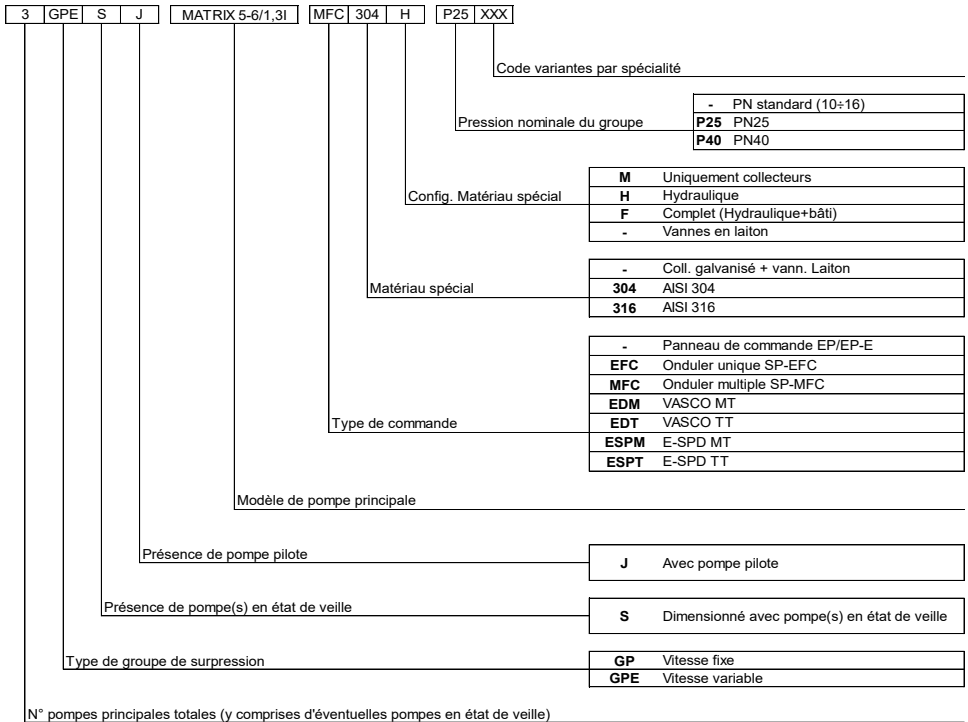 3 GPE S J MATRIX 5-6/1,3I MFC 304 H P25 XXX
Code variantes par spécialité
- PN standard (10÷16)
Pression nominale du groupe P25 PN25
P40 PN40
M Uniquement collecteurs
Config. Matériau spécial H Hydraulique
F Complet (Hydraulique+bâti)
- Vannes en laiton
- Coll. galvanisé + vann. Laiton
Matériau spécial 304 AISI 304
316 AISI 316
- Panneau de commande EP/EP-E
EFC Onduler unique SP-EFC
MFC Onduler multiple SP-MFC
EDM VASCO MT
Type de commande EDT VASCO TT
ESPM E-SPD MT
ESPT E-SPD TT
Modèle de pompe principale
Présence de pompe pilote J Avec pompe pilote
Présence de pompe(s) en état de veille S Dimensionné avec pompe(s) en état de veille
Type de groupe de surpression GP Vitesse fixe
GPE Vitesse variable
N° pompes principales totales (y comprises d'éventuelles pompes en état de veille)